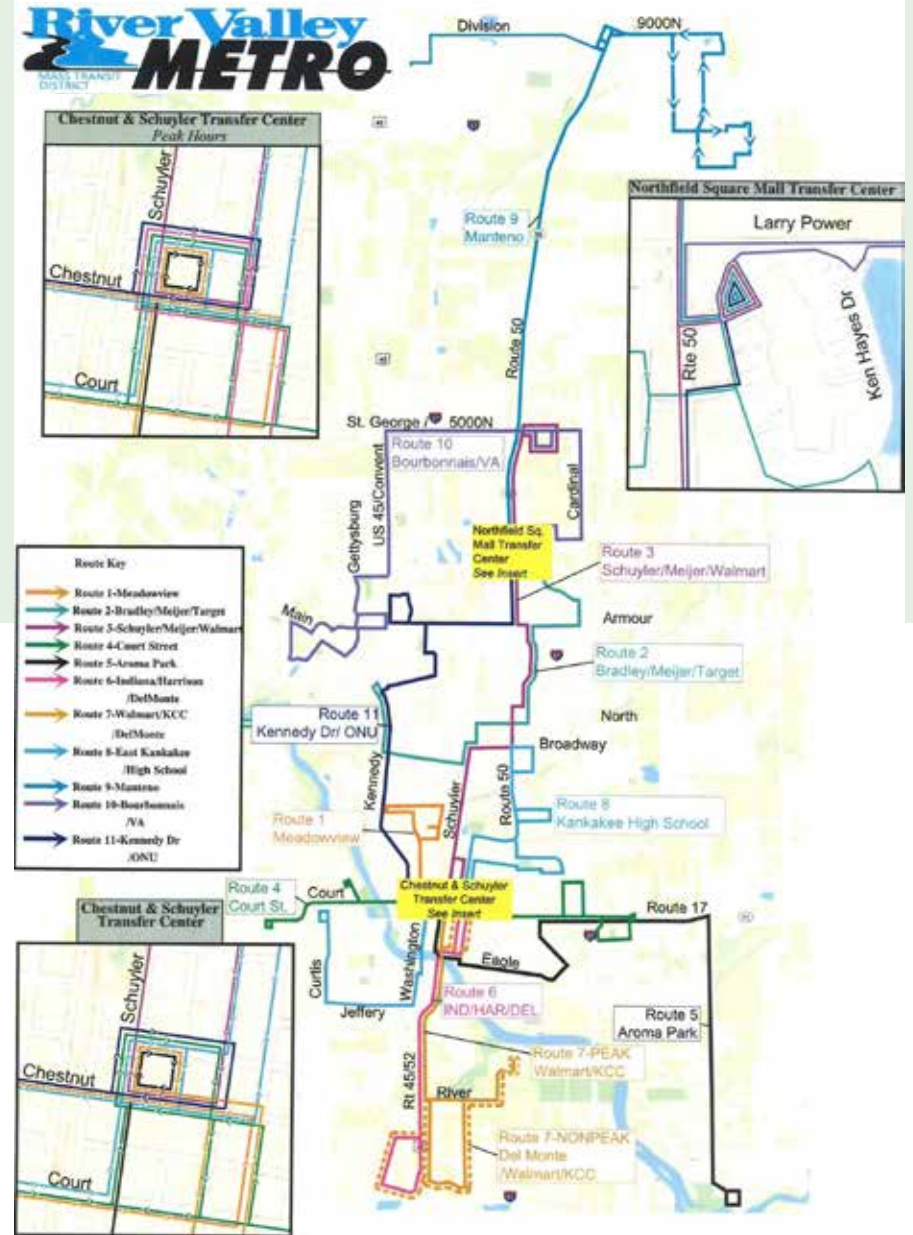 River Valley
METRO
MASS TRANSIT
DISTRICT
Division
9000N
Chestnut & Schuyler Transfer Center
Peak Hours
Schuyler
Chestnut
Court
Northfield Square Mall Transfer Center
Larry Power
Rte 50
Ken Hayes Dr
Route 9
Manteno
Route 50
St. George /
5000N
Route 10
Bourbonnais/VA
US 45/Convent
Gettysburg
Cardinal
Northfield Sq.
Mall Transfer
Center
See Insert
Route 3
Schuyler/Meijer/Walmart
Main
Armour
Route 2
Bradley/Meijer/Target
North
Broadway
Route 11
Kennedy Dr/ ONU
Kennedy
Schuyler
Route 50
Route 8
Kankakee High School
Route 1
Meadowview
Route Key
Route 1-Meadowview
Route 2-Bradley/Meijer/Target
Route 3-Schuyler/Meijer/Walmart
Route 4-Court Street
Route 5-Aroma Park
Route 6-Indiana/Harrison
/DelMonte
Route 7-Walmart/KCC
/DelMonte
Route 8-East Kankakee
/High School
Route 9-Manteno
Route 10-Bourbonnais
/VA
Route 11-Kennedy Dr
/ONU
Route 4
Court St.
Court
Chestnut & Schuyler
Transfer Center
See Insert
Route 17
Curtis
Jeffery
Washington
Eagle
Route 6
IND/HAR/DEL
Route 5
Aroma Park
Rt 45/52
Route 7-PEAK
Walmart/KCC
River
Route 7-NONPEAK
Del Monte
/Walmart/KCC
Chestnut & Schuyler
Transfer Center
Schuyler
Chestnut
Court